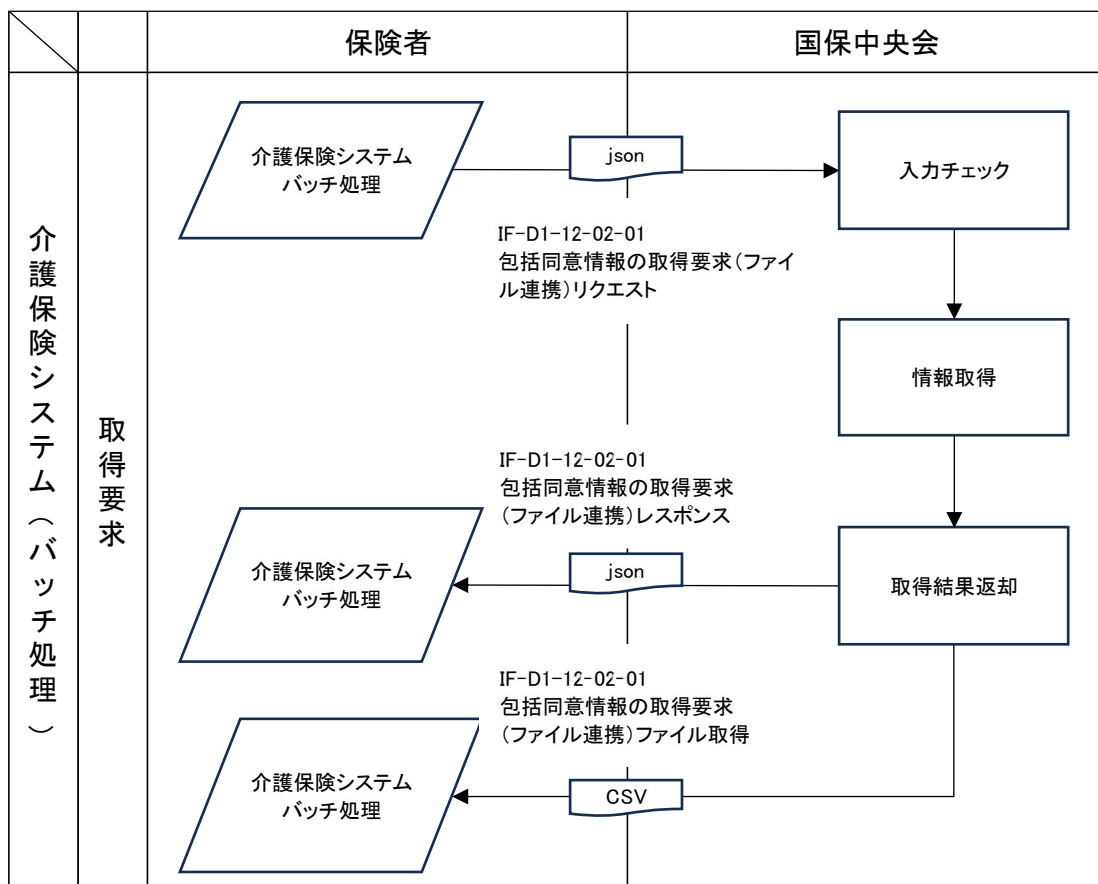 保険者
国保中央会
介護保険システム（バッチ処理）
取得要求
介護保険システム
バッチ処理
json
入力チェック
IF-D1-12-02-01
包括同意情報の取得要求（ファイ
ル連携）リクエスト
情報取得
IF-D1-12-02-01
包括同意情報の取得要求
（ファイル連携）レスポンス
介護保険システム
バッチ処理
json
取得結果返却
IF-D1-12-02-01
包括同意情報の取得要求
（ファイル連携）ファイル取得
介護保険システム
バッチ処理
CSV